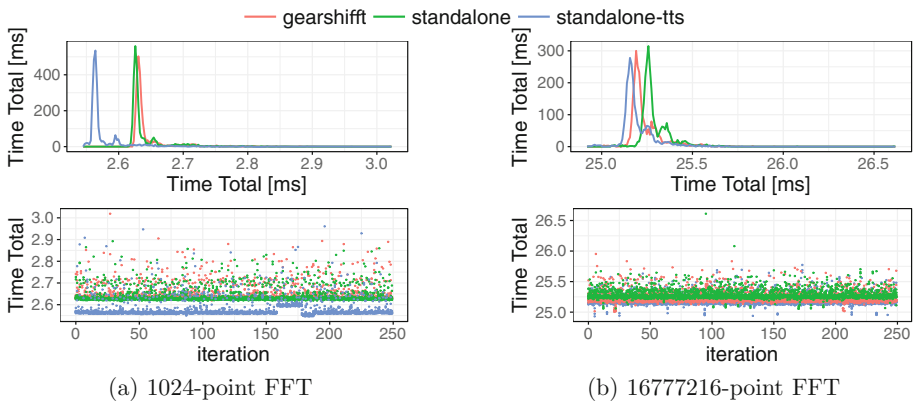 gearshifft standalone standalone-tts
Time Total [ms]
400
200
0
2.6 2.7 2.8 2.9 3.0
Time Total [ms]
Time Total [ms]
300
200
100
0
25.0 25.5 26.0 26.5
Time Total [ms]
Time Total
3.0
2.9
2.8
2.7
2.6
0 50 100 150 200 250
iteration
Time Total
26.5
26.0
25.5
25.0
0 50 100 150 200 250
iteration
(a) 1024-point FFT
(b) 16777216-point FFT